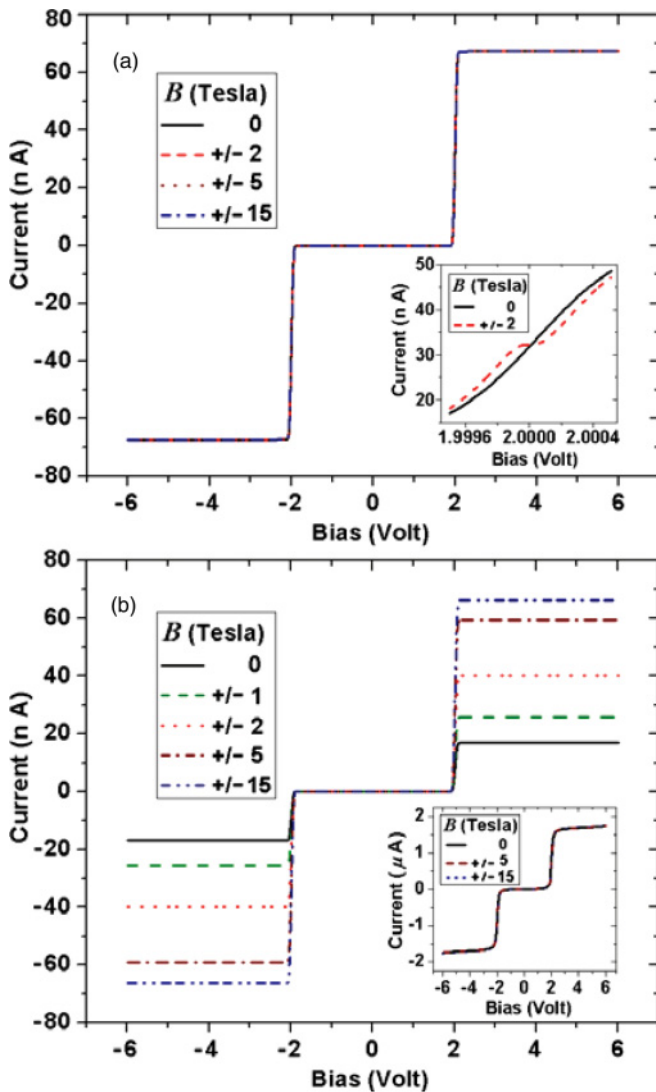 80
(a)
60
B (Tesla)
0
+/- 2
+/- 5
+/- 15
40
20
0
-20
-40
-60
-80
Current (n A)
-6 -4 -2 0 2 4 6
Bias (Volt)
50
40
30
20
Current (n A)
B (Tesla)
0
+/- 2
1.9996 2.0000 2.0004
Bias (Volt)
80
(b)
60
B (Tesla)
0
+/- 1
+/- 2
+/- 5
+/- 15
40
20
0
-20
-40
-60
-80
Current (n A)
-6 -4 -2 0 2 4 6
Bias (Volt)
2
1
0
-1
-2
Current (μ A)
B (Tesla)
0
+/- 5
+/- 15
-6 -4 -2 0 2 4 6
Bias (Volt)